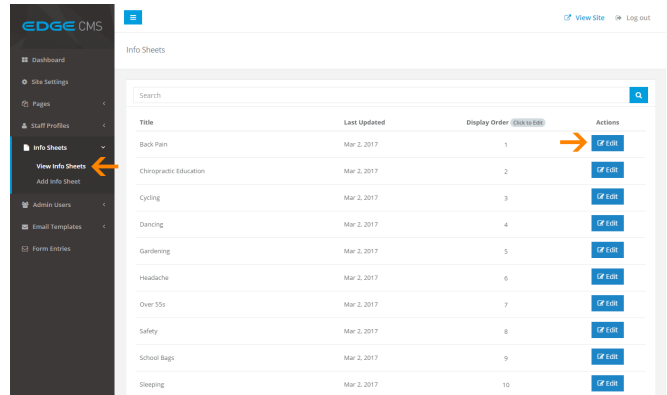 EDGE CMS
View Site Log out
Info Sheets
Dashboard
Site Settings
Pages
Staff Profiles
Info Sheets
View Info Sheets
Add Info Sheet
Admin Users
Email Templates
Form Entries
Search
Title Last Updated Display Order Click to Edit Actions
Back Pain Mar 2, 2017 1 Edit
Chiropractic Education Mar 2, 2017 2 Edit
Cycling Mar 2, 2017 3 Edit
Dancing Mar 2, 2017 4 Edit
Gardening Mar 2, 2017 5 Edit
Headache Mar 2, 2017 6 Edit
Over 55s Mar 2, 2017 7 Edit
Safety Mar 2, 2017 8 Edit
School Bags Mar 2, 2017 9 Edit
Sleeping Mar 2, 2017 10 Edit